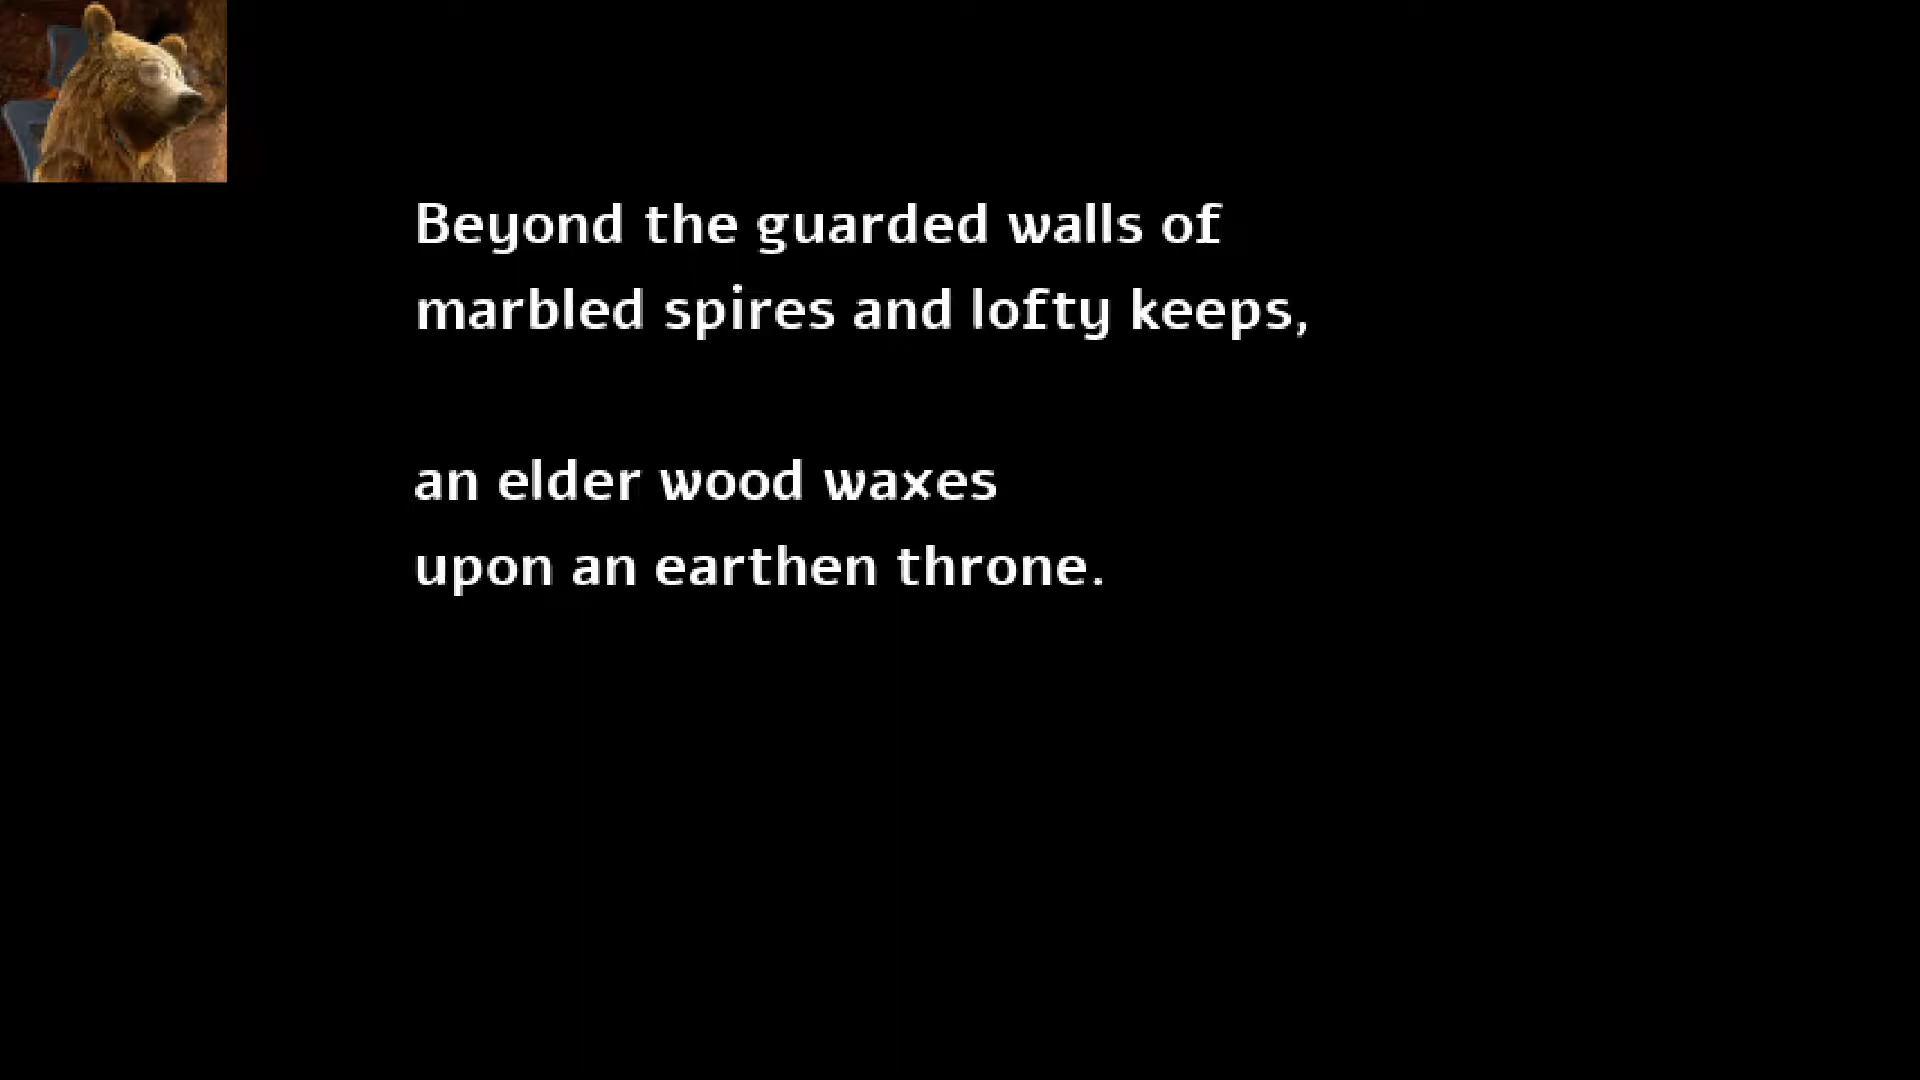 Beyond the guarded walls of
marbled spires and lofty keeps,
an elder wood waxes
upon an earthen throne.